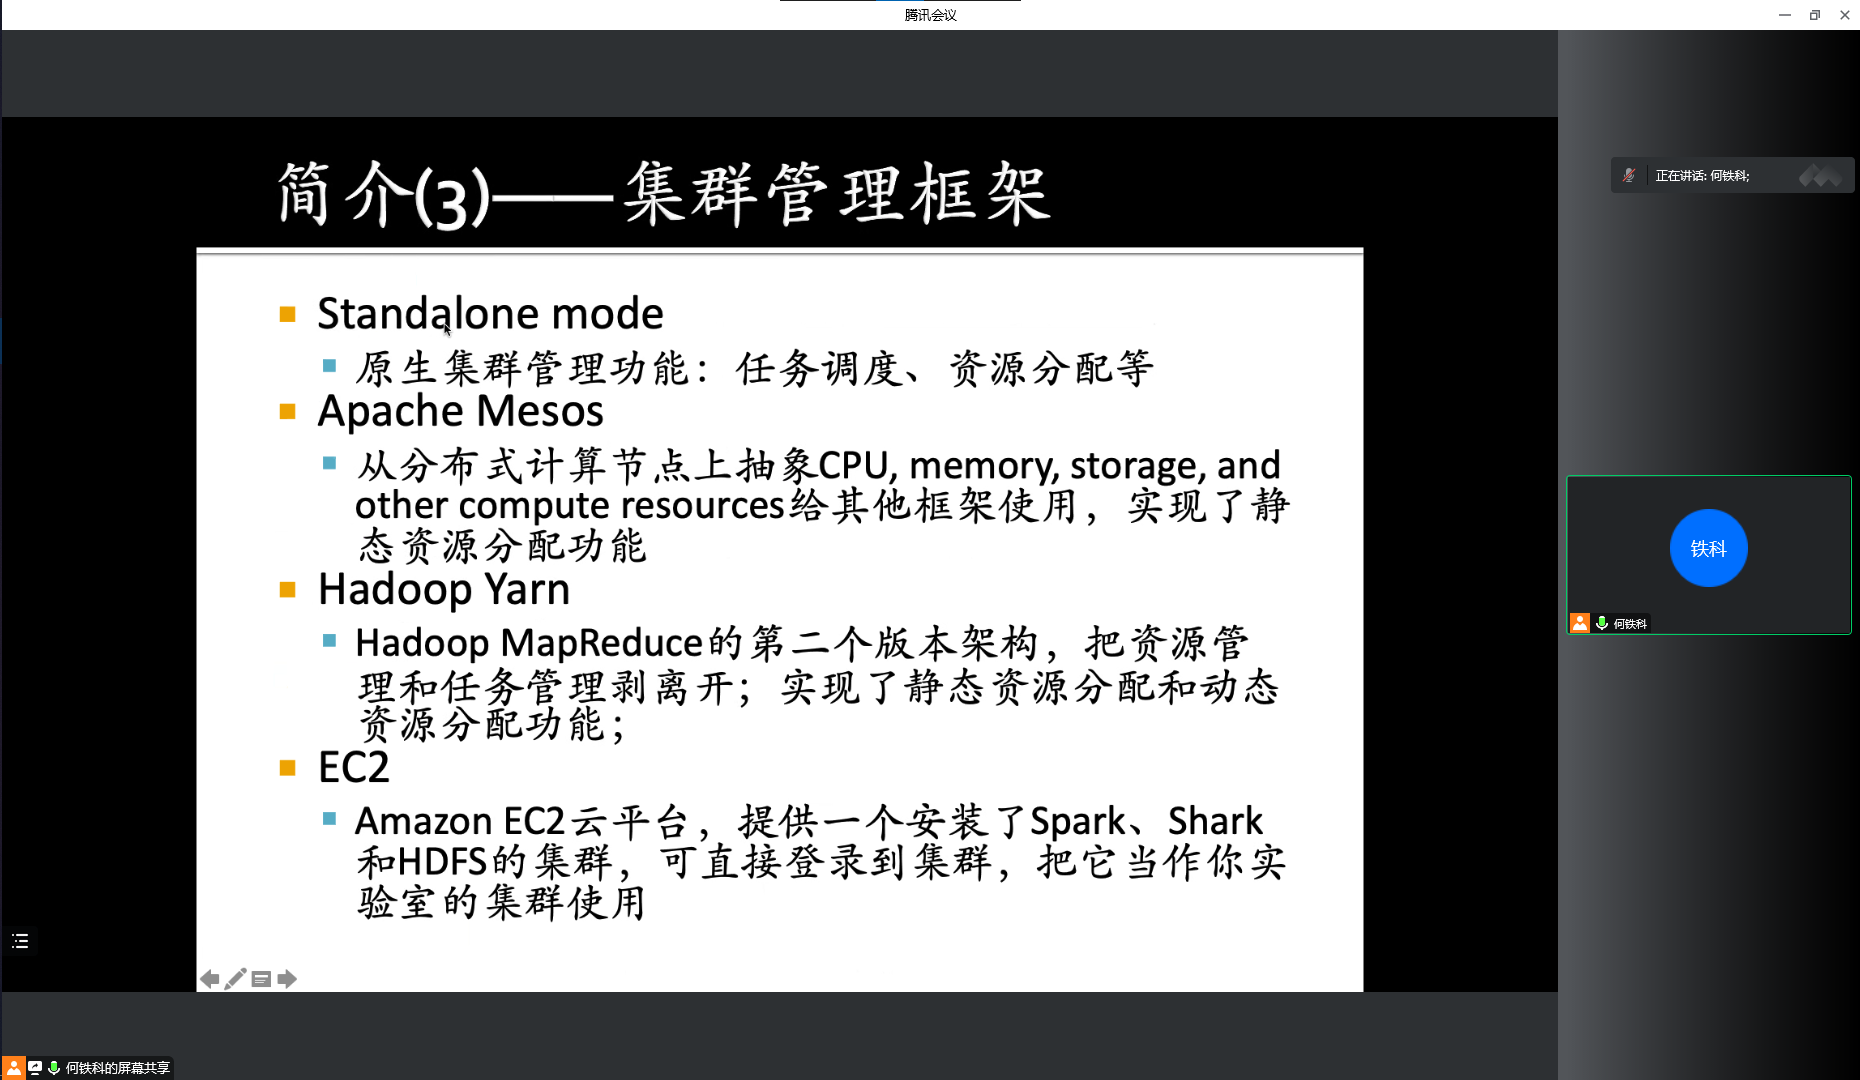 腾讯会议
简介(3)——集群管理框架
正在讲话: 何铁科;
Standalone mode
原生集群管理功能：任务调度、资源分配等
Apache Mesos
从分布式计算节点上抽象CPU, memory, storage, and
other compute resources给其他框架使用，实现了静
态资源分配功能
Hadoop Yarn
Hadoop MapReduce的第二个版本架构，把资源管
理和任务管理剥离开；实现了静态资源分配和动态
资源分配功能；
EC2
Amazon EC2云平台，提供一个安装了Spark、Shark
和HDFS的集群，可直接登录到集群，把它当作你实
验室的集群使用
铁科
何铁科
何铁科的屏幕共享